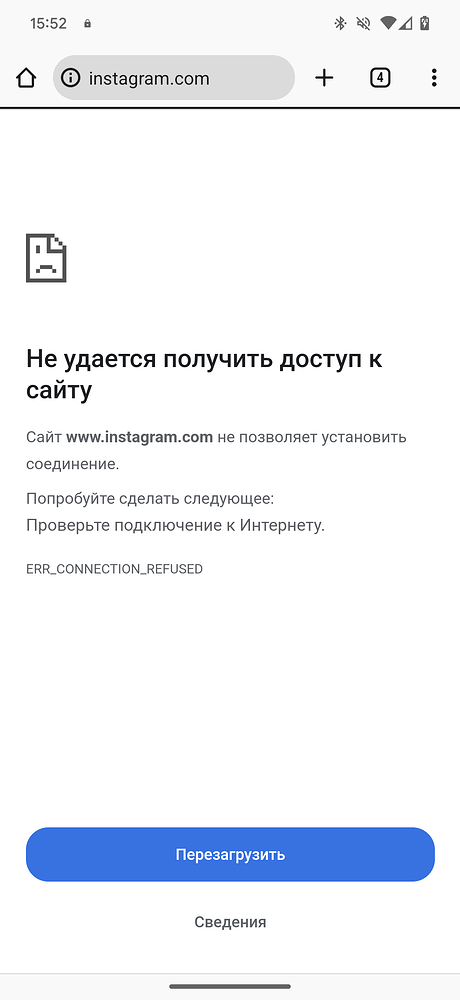 15:52
instagram.com
4
Не удается получить доступ к
сайту
Сайт www.instagram.com не позволяет установить
соединение.
Попробуйте сделать следующее:
Проверьте подключение к Интернету.
ERR_CONNECTION_REFUSED
Перезагрузить
Сведения